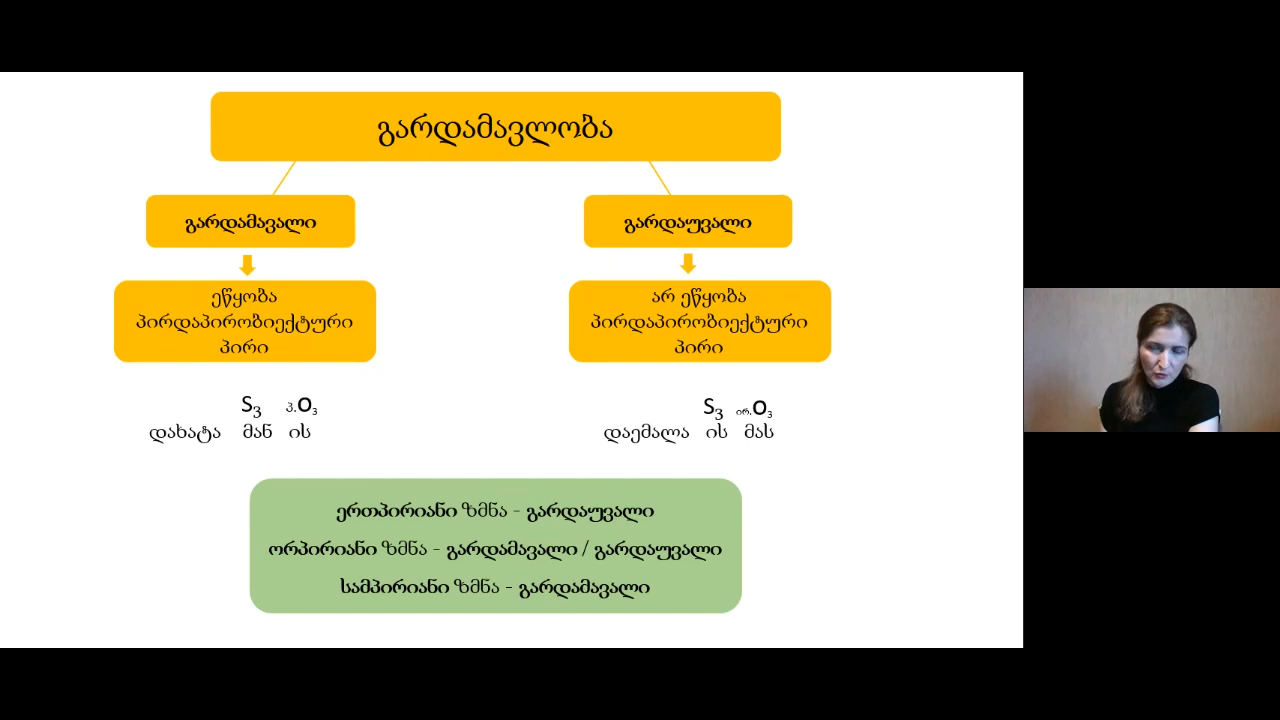 გარდამავლობა
გარდამავალი
გარდაუვალი
ეწყობა
პირდაპირობიექტური
პირი
არ ეწყობა
პირდაპირობიექტური
პირი
S3 პ.O3
დახატა მან ის
S3 ირ.O3
დაემალა ის მას
ერთპირიანი ზმნა - გარდაუვალი
ორპირიანი ზმნა - გარდამავალი / გარდაუვალი
სამპირიანი ზმნა - გარდამავალი